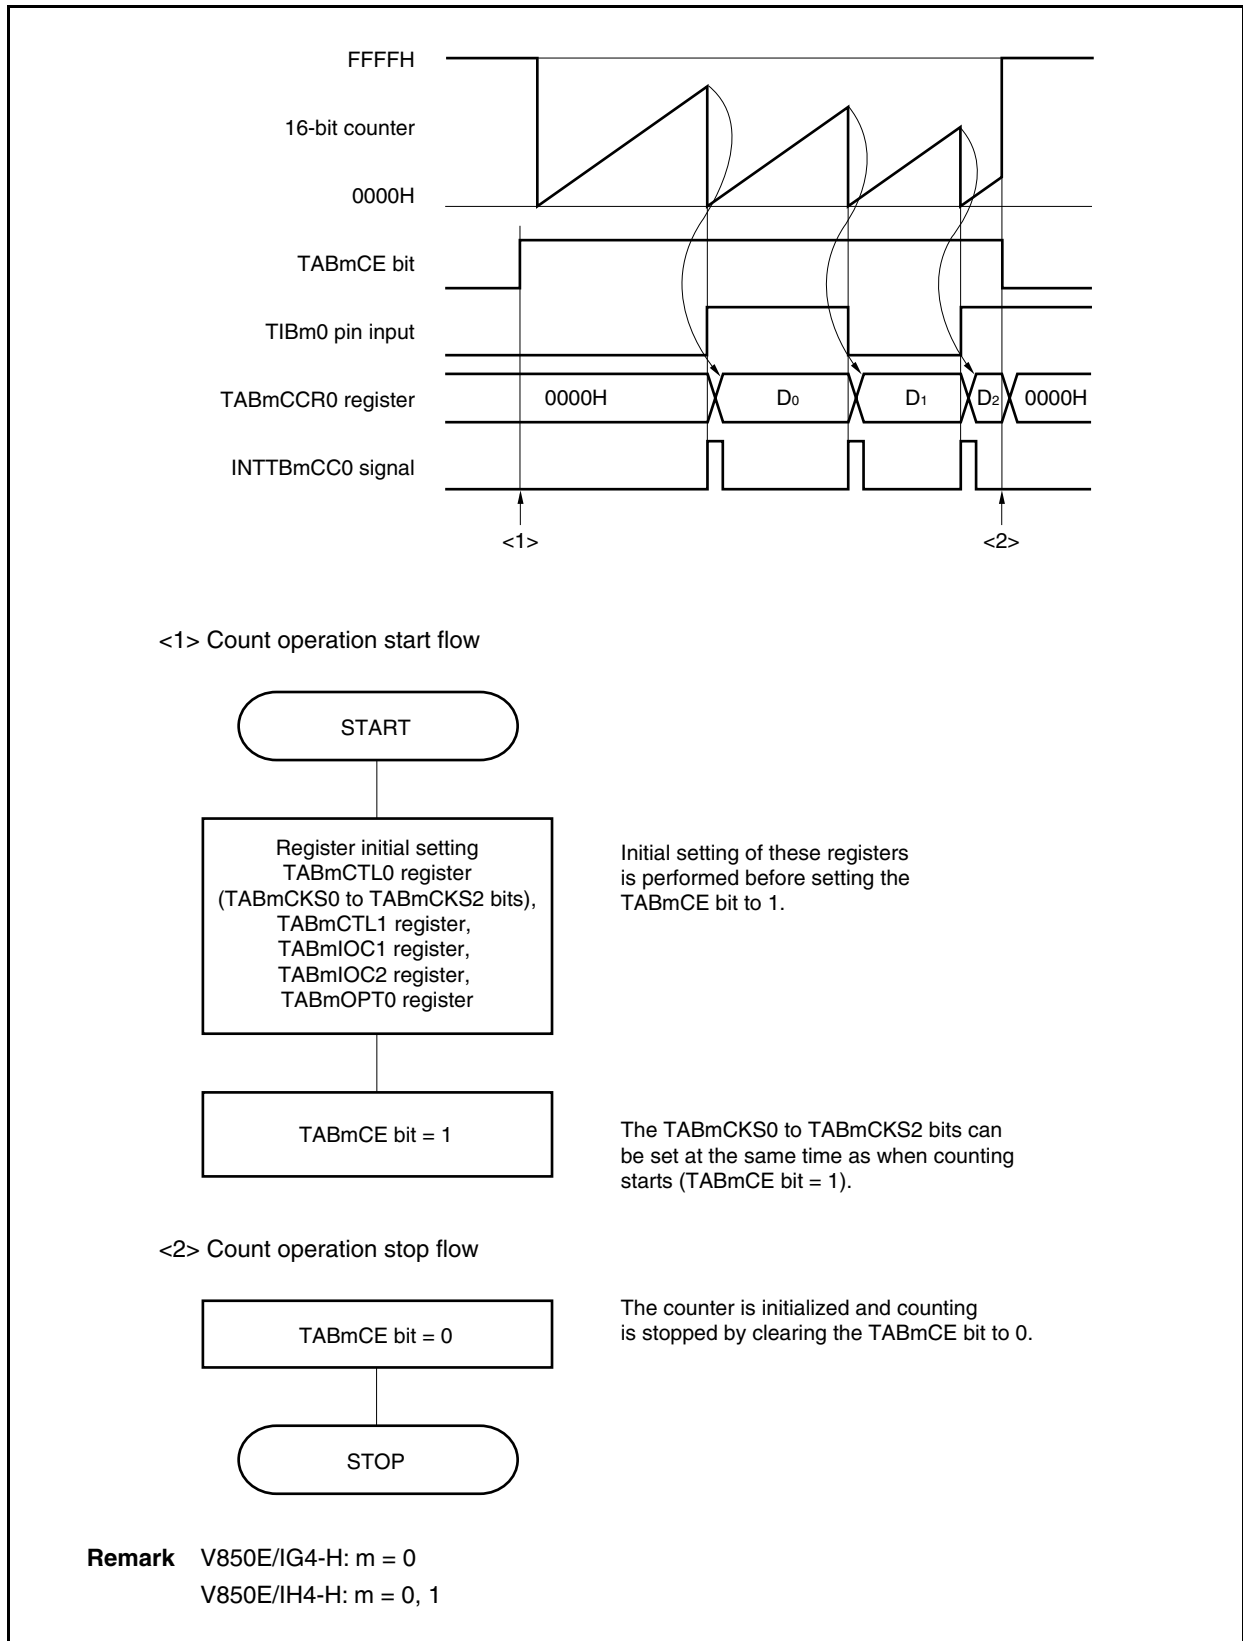 FFFFH
16-bit counter
0000H
TABmCE bit
TIBm0 pin input
TABmCCR0 register
0000H
D0
D1
D2
0000H
INTTBmCC0 signal
<1>
<2>
<1> Count operation start flow
START
Register initial setting
TABmCTL0 register
(TABmCKS0 to TABmCKS2 bits),
TABmCTL1 register,
TABmIOC1 register,
TABmIOC2 register,
TABmOPT0 register
Initial setting of these registers
is performed before setting the
TABmCE bit to 1.
TABmCE bit = 1
The TABmCKS0 to TABmCKS2 bits can
be set at the same time as when counting
starts (TABmCE bit = 1).
<2> Count operation stop flow
TABmCE bit = 0
The counter is initialized and counting
is stopped by clearing the TABmCE bit to 0.
STOP
Remark V850E/IG4-H: m = 0
V850E/IH4-H: m = 0, 1